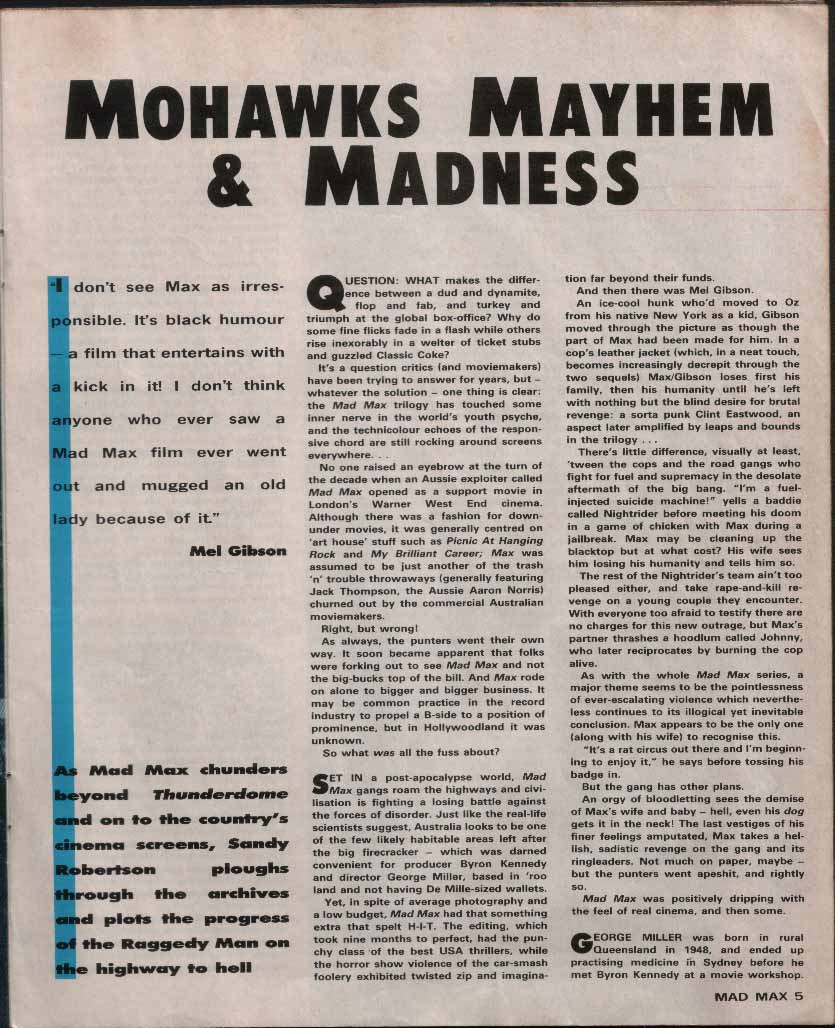 MOHAWKS MAYHEM
& MADNESS
"I don't see Max as irres-
ponsible. It's black humour
– a film that entertains with
a kick in it! I don't think
anyone who ever saw a
Mad Max film ever went
out and mugged an old
lady because of it."
Mel Gibson
As Mad Max chunders
beyond Thunderdome
and on to the country's
cinema screens, Sandy
Robertson ploughs
through the archives
and plots the progress
of the Raggedy Man on
the highway to hell
QUESTION: WHAT makes the differ-
ence between a dud and dynamite,
flop and fab, and turkey and
triumph at the global box-office? Why do
some fine flicks fade in a flash while others
rise inexorably in a welter of ticket stubs
and guzzled Classic Coke?
It's a question critics (and moviemakers)
have been trying to answer for years, but –
whatever the solution – one thing is clear:
the Mad Max trilogy has touched some
inner nerve in the world's youth psyche,
and the technicolour echoes of the respon-
sive chord are still rocking around screens
everywhere. . .
No one raised an eyebrow at the turn of
the decade when an Aussie exploiter called
Mad Max opened as a support movie in
London's Warner West End cinema.
Although there was a fashion for down-
under movies, it was generally centred on
'art house' stuff such as Picnic At Hanging
Rock and My Brilliant Career; Max was
assumed to be just another of the trash
'n' trouble throwaways (generally featuring
Jack Thompson, the Aussie Aaron Norris)
churned out by the commercial Australian
moviemakers.
Right, but wrong!
As always, the punters went their own
way. It soon became apparent that folks
were forking out to see Mad Max and not
the big-bucks top of the bill. And Max rode
on alone to bigger and bigger business. It
may be common practice in the record
industry to propel a B-side to a position of
prominence, but in Hollywoodland it was
unknown.
So what was all the fuss about?
SET IN a post-apocalypse world, Mad
Max gangs roam the highways and civi-
lisation is fighting a losing battle against
the forces of disorder. Just like the real-life
scientists suggest, Australia looks to be one
of the few likely habitable areas left after
the big firecracker – which was darned
convenient for producer Byron Kennedy
and director George Miller, based in 'roo
land and not having De Mille-sized wallets.
Yet, in spite of average photography and
a low budget, Mad Max had that something
extra that spelt H-I-T. The editing, which
took nine months to perfect, had the pun-
chy class of the best USA thrillers, while
the horror show violence of the car-smash
foolery exhibited twisted zip and imagina-
tion far beyond their funds.
And then there was Mel Gibson.
An ice-cool hunk who'd moved to Oz
from his native New York as a kid, Gibson
moved through the picture as though the
part of Max had been made for him. In a
cop's leather jacket (which, in a neat touch,
becomes increasingly decrepit through the
two sequels) Max/Gibson loses first his
family, then his humanity until he's left
with nothing but the blind desire for brutal
revenge: a sorta punk Clint Eastwood, an
aspect later amplified by leaps and bounds
in the trilogy . . .
There's little difference, visually at least,
'tween the cops and the road gangs who
fight for fuel and supremacy in the desolate
aftermath of the big bang. "I'm a fuel-
injected suicide machine!" yells a baddie
called Nightrider before meeting his doom
in a game of chicken with Max during a
jailbreak. Max may be cleaning up the
blacktop but at what cost? His wife sees
him losing his humanity and tells him so.
The rest of the Nightrider's team ain't too
pleased either, and take rape-and-kill re-
venge on a young couple they encounter.
With everyone too afraid to testify there are
no charges for this new outrage, but Max's
partner thrashes a hoodlum called Johnny,
who later reciprocates by burning the cop
alive.
As with the whole Mad Max series, a
major theme seems to be the pointlessness
of ever-escalating violence which neverthe-
less continues to its illogical yet inevitable
conclusion. Max appears to be the only one
(along with his wife) to recognise this.
"It's a rat circus out there and I'm beginn-
ing to enjoy it," he says before tossing his
badge in.
But the gang has other plans.
An orgy of bloodletting sees the demise
of Max's wife and baby – hell, even his dog
gets it in the neck! The last vestiges of his
finer feelings amputated, Max takes a hel-
lish, sadistic revenge on the gang and its
ringleaders. Not much on paper, maybe –
but the punters went apeshit, and rightly
so.
Mad Max was positively dripping with
the feel of real cinema, and then some.
GEORGE MILLER was born in rural
Queensland in 1948, and ended up
practising medicine in Sydney before he
met Byron Kennedy at a movie workshop.
MAD MAX 5